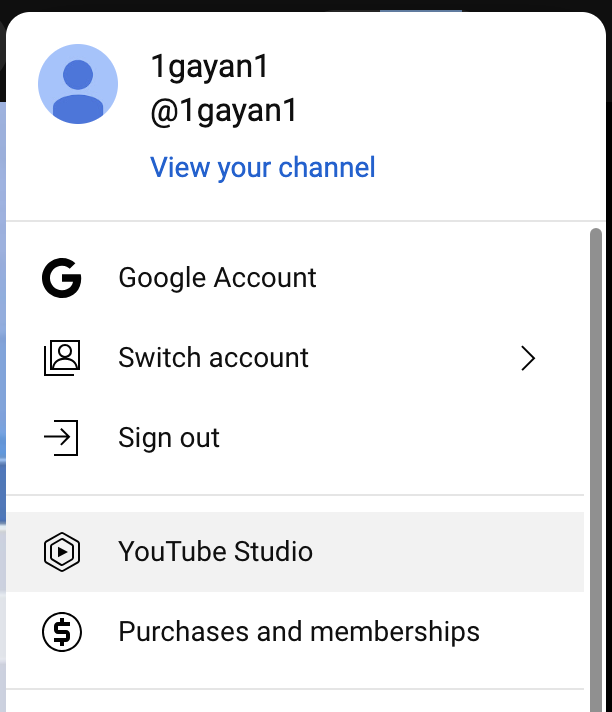 1gayan1
@1gayan1
View your channel
Google Account
Switch account
Sign out
YouTube Studio
Purchases and memberships